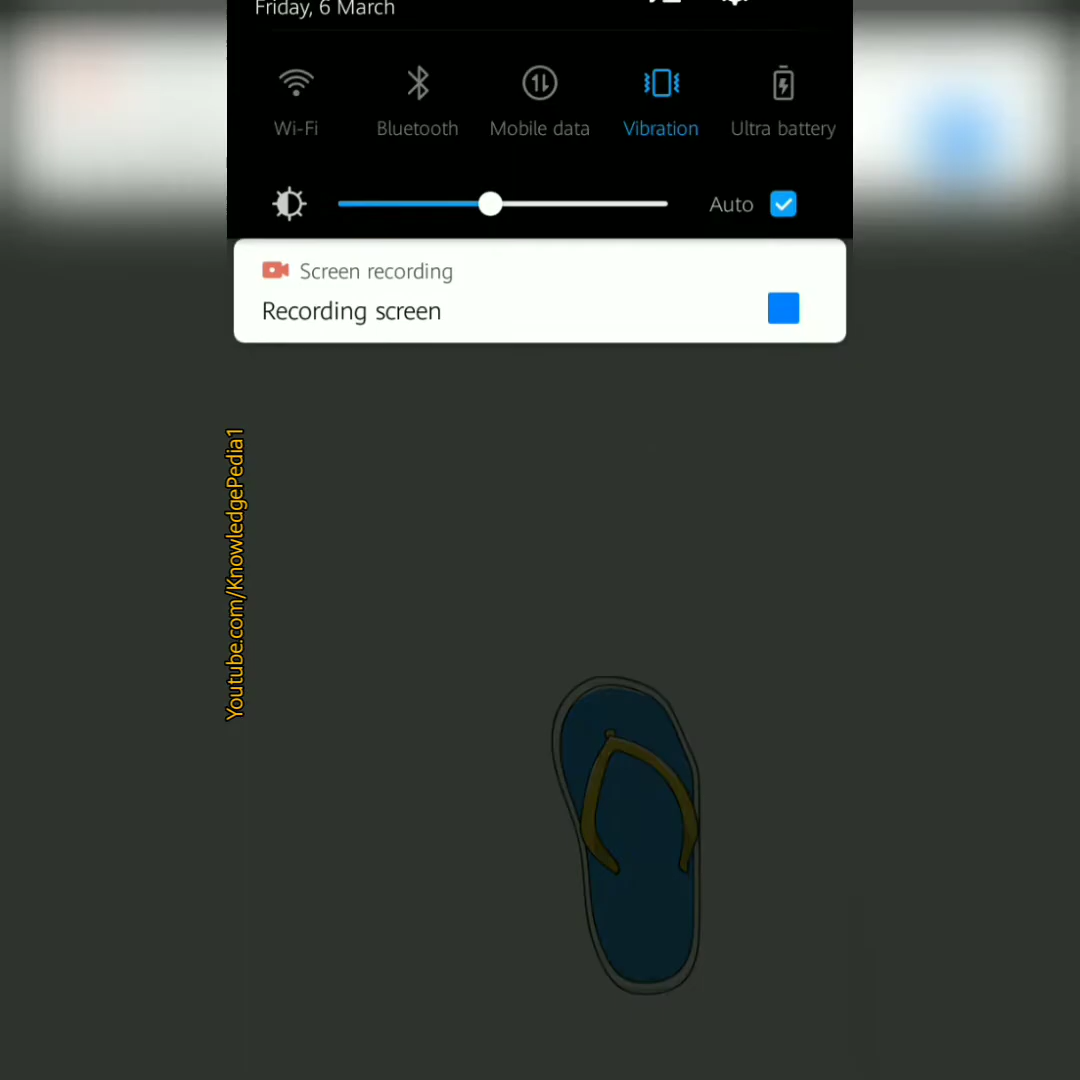 Friday, 6 March
Wi-Fi
Bluetooth
Mobile data
Vibration
Ultra battery
Auto
Screen recording
Recording screen
Youtube.com/KnowledgePedia1